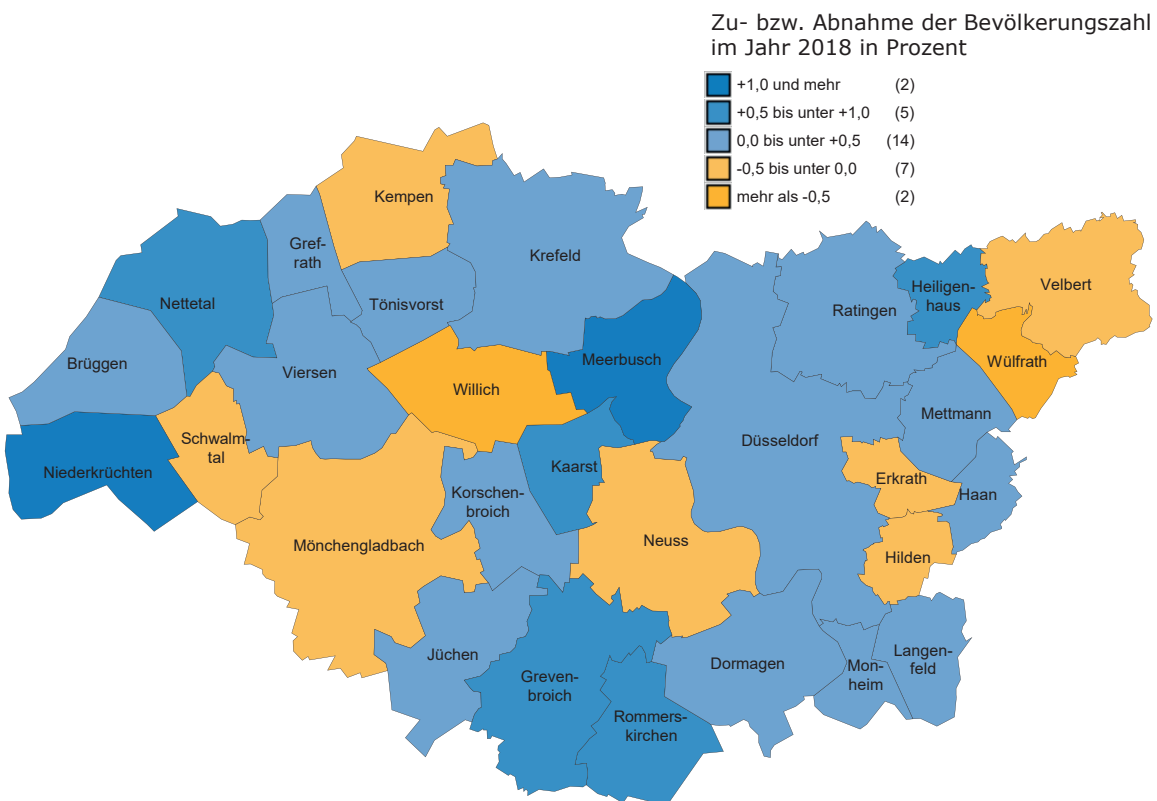 Zu- bzw. Abnahme der Bevölkerungszahl
im Jahr 2018 in Prozent
+1,0 und mehr (2)
+0,5 bis unter +1,0 (5)
0,0 bis unter +0,5 (14)
-0,5 bis unter 0,0 (7)
mehr als -0,5 (2)
Kempen
Gref-
rath
Krefeld
Nettetal
Tönisvorst
Ratingen
Heiligen-
haus
Velbert
Brüggen
Viersen
Willich
Meerbusch
Wülfrath
Mettmann
Niederkrüchten
Schwalm-
tal
Düsseldorf
Kaarst
Erkrath
Haan
Korschen-
broich
Mönchengladbach
Neuss
Hilden
Jüchen
Greven-
broich
Dormagen
Mon-
heim
Langen-
feld
Rommers-
kirchen